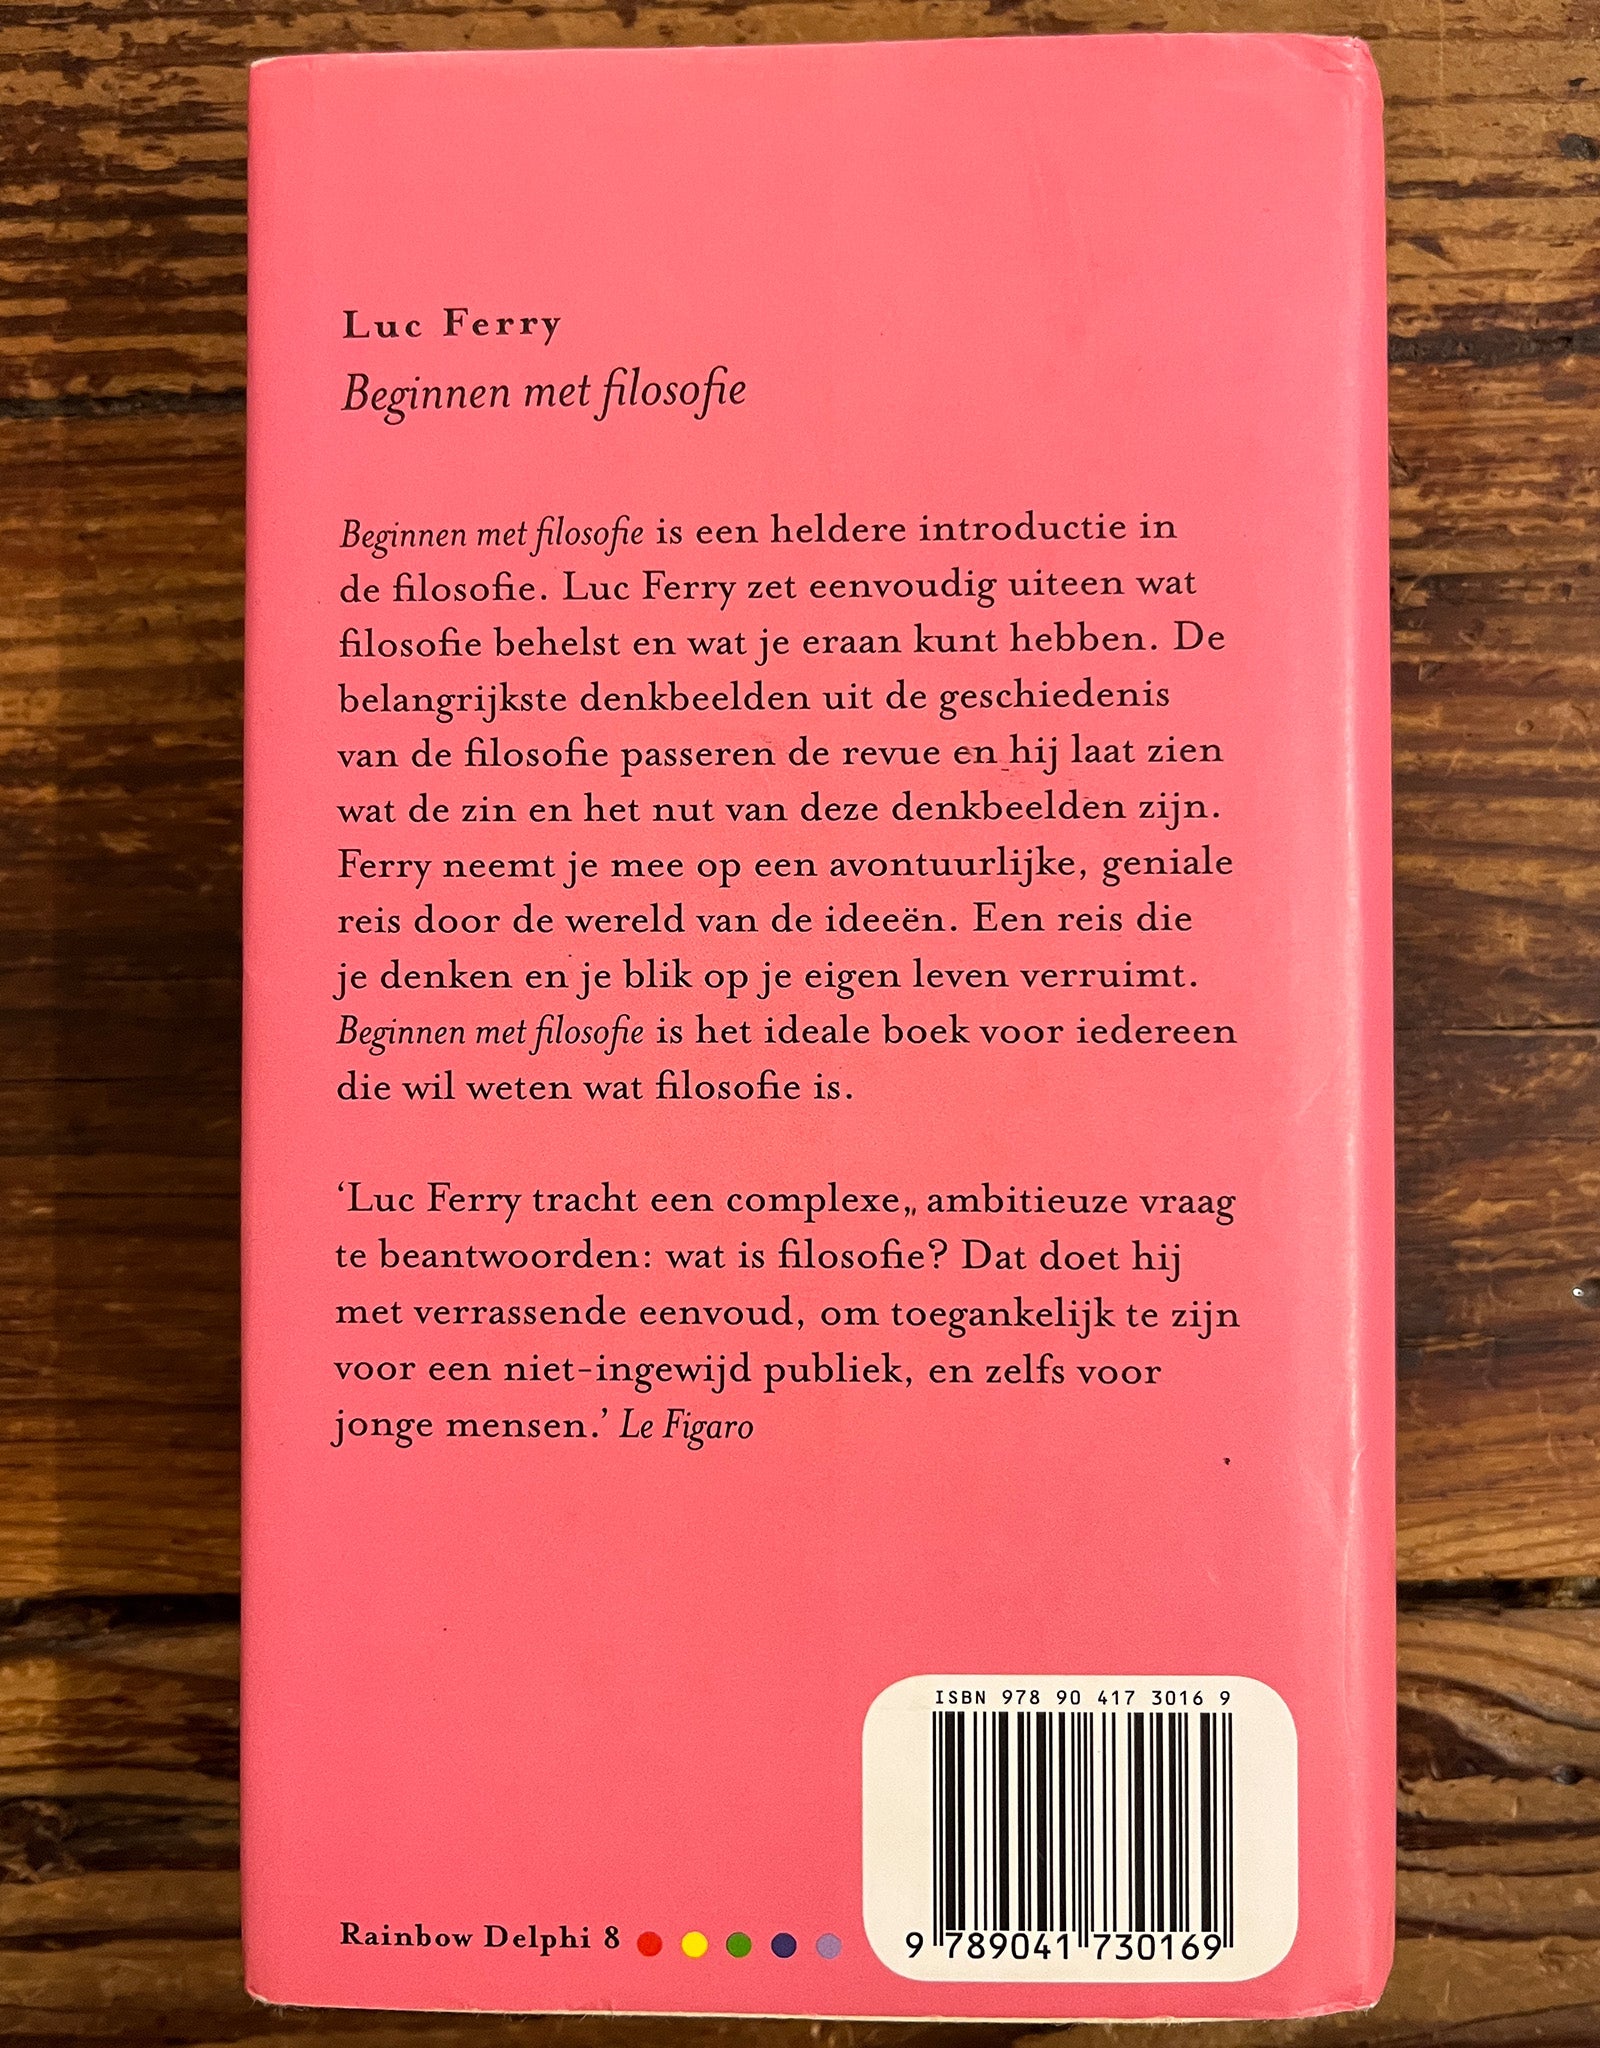 Luc Ferry
Beginnen met filosofie
Beginnen met filosofie is een heldere introductie in
de filosofie. Luc Ferry zet eenvoudig uiteen wat
filosofie behelst en wat je eraan kunt hebben. De
belangrijkste denkbeelden uit de geschiedenis
van de filosofie passeren de revue en hij laat zien
wat de zin en het nut van deze denkbeelden zijn.
Ferry neemt je mee op een avontuurlijke, geniale
reis door de wereld van de ideeën. Een reis die
je denken en je blik op je eigen leven verruimt.
Beginnen met filosofie is het ideale boek voor iedereen
die wil weten wat filosofie is.
‘Luc Ferry tracht een complexe,, ambitieuze vraag
te beantwoorden: wat is filosofie? Dat doet hij
met verrassende eenvoud, om toegankelijk te zijn
voor een niet-ingewijd publiek, en zelfs voor
jonge mensen.’ Le Figaro
ISBN 978 90 417 3016 9
9 789041 730169
Rainbow Delphi 8